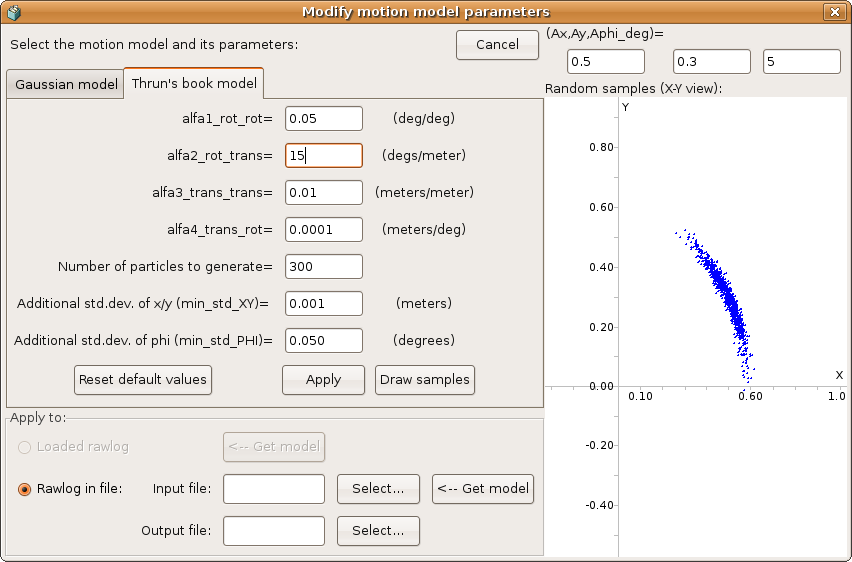 Modify motion model parameters
Select the motion model and its parameters:
Cancel
(Ax,Ay,Aphi_deg)=
0.5
0.3
5
Gaussian model
Thrun's book model
alfa1_rot_rot=
0.05
(deg/deg)
alfa2_rot_trans=
15
(degs/meter)
alfa3_trans_trans=
0.01
(meters/meter)
alfa4_trans_rot=
0.0001
(meters/deg)
Number of particles to generate=
300
Additional std.dev. of x/y (min_std_XY)=
0.001
(meters)
Additional std.dev. of phi (min_std_PHI)=
0.050
(degrees)
Reset default values
Apply
Draw samples
Random samples (X-Y view):
Y
0.80
0.60
0.40
0.20
0.00
X
0.10
0.60
1.0
-0.20
-0.40
Apply to:
Loaded rawlog
<-- Get model
Rawlog in file:
Input file:
Select...
<-- Get model
Output file:
Select...